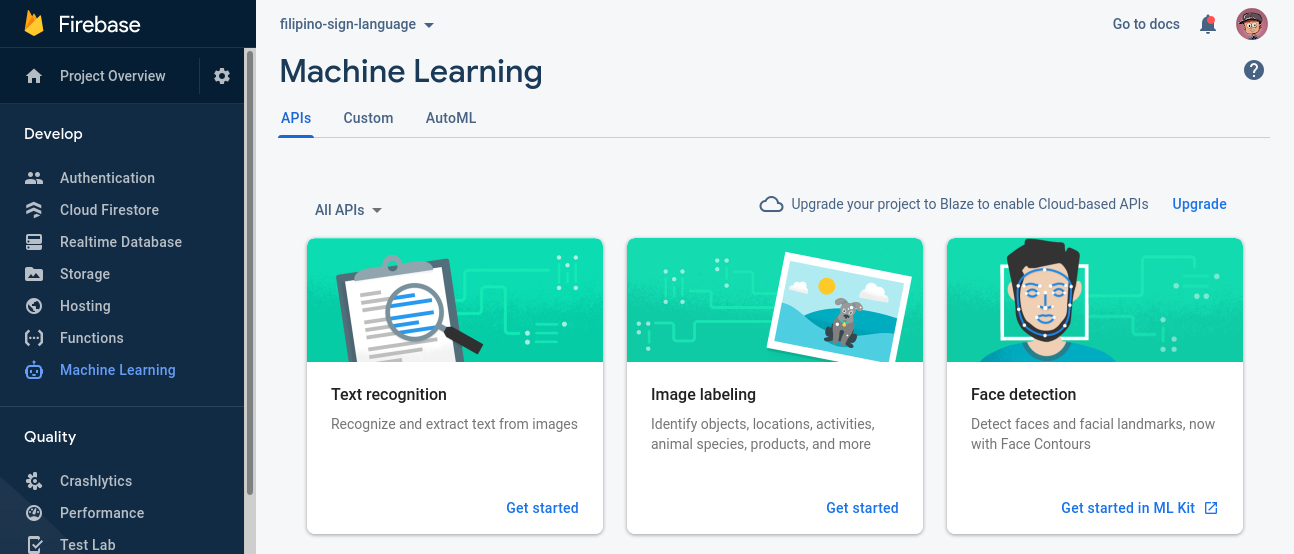 Firebase
Project Overview
Develop
Authentication
Cloud Firestore
Realtime Database
Storage
Hosting
Functions
Machine Learning
Quality
Crashlytics
Performance
Test Lab
filipino-sign-language
Go to docs
Machine Learning
?
APIs
Custom
AutoML
All APIs
Upgrade your project to Blaze to enable Cloud-based APIs
Upgrade
Text recognition
Recognize and extract text from images
Get started
Image labeling
Identify objects, locations, activities,
animal species, products, and more
Get started
Face detection
Detect faces and facial landmarks, now
with Face Contours
Get started in ML Kit